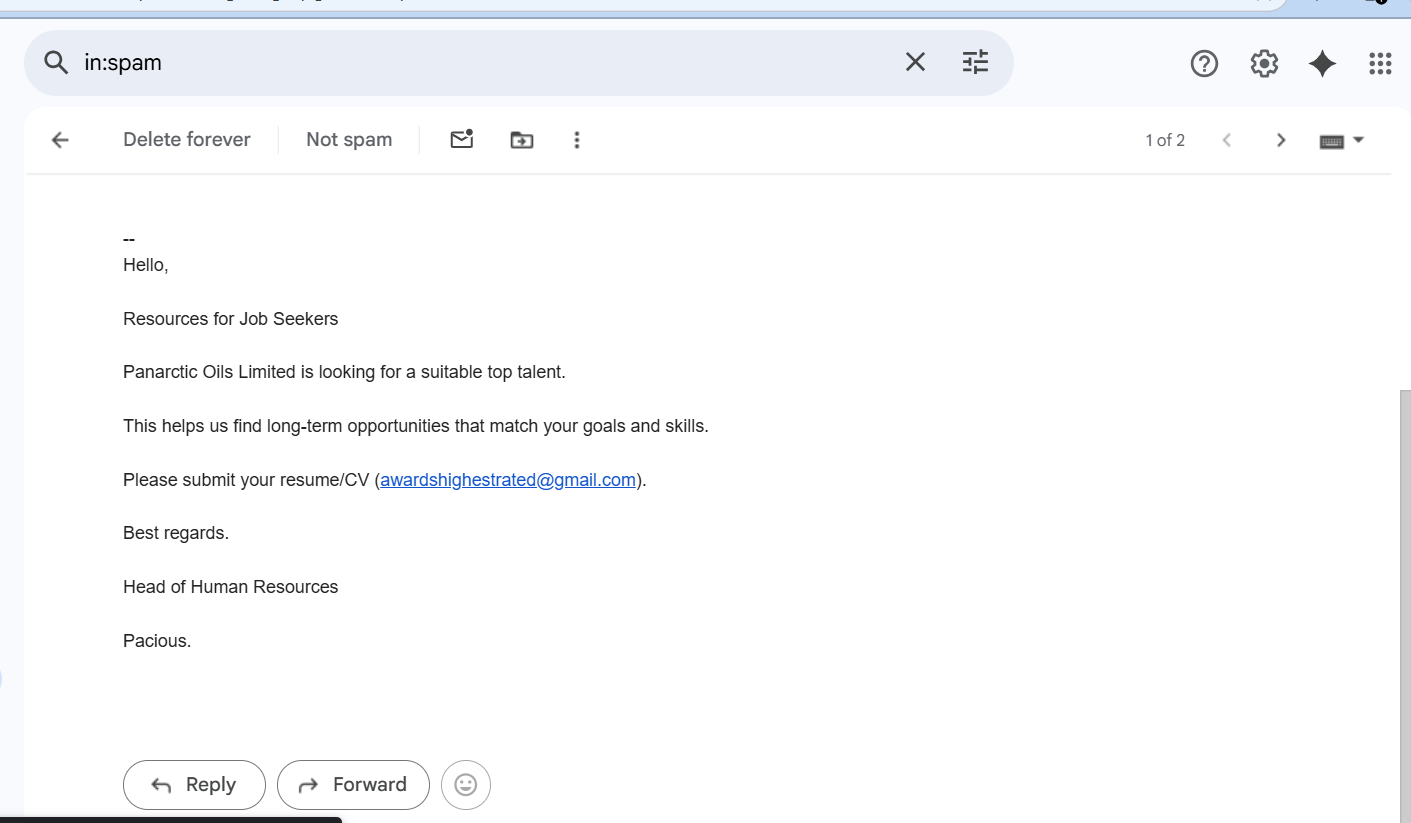 in:spam
Delete forever
Not spam
1 of 2
--
Hello,
Resources for Job Seekers
Panarctic Oils Limited is looking for a suitable top talent.
This helps us find long-term opportunities that match your goals and skills.
Please submit your resume/CV (awardshighestrated@gmail.com).
Best regards.
Head of Human Resources
Pacious.
Reply
Forward